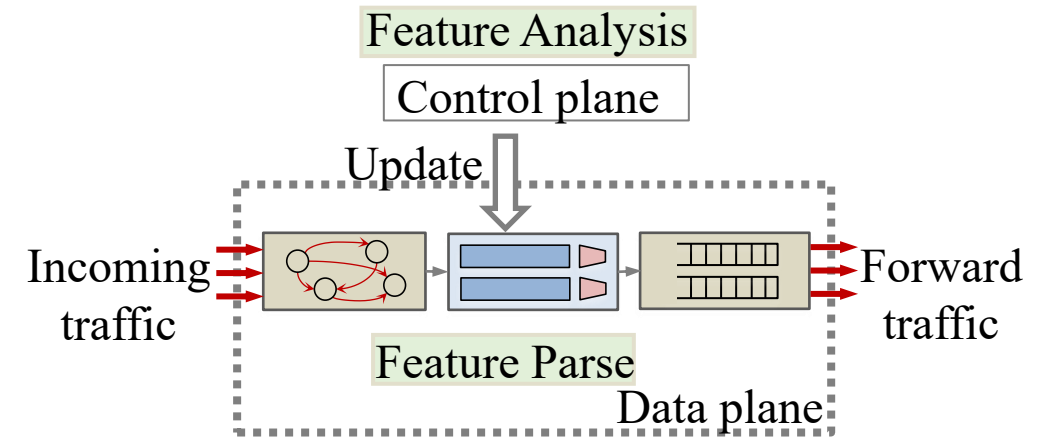 Feature Analysis
Control plane
Update
Incoming
traffic
Forward
traffic
Feature Parse
Data plane